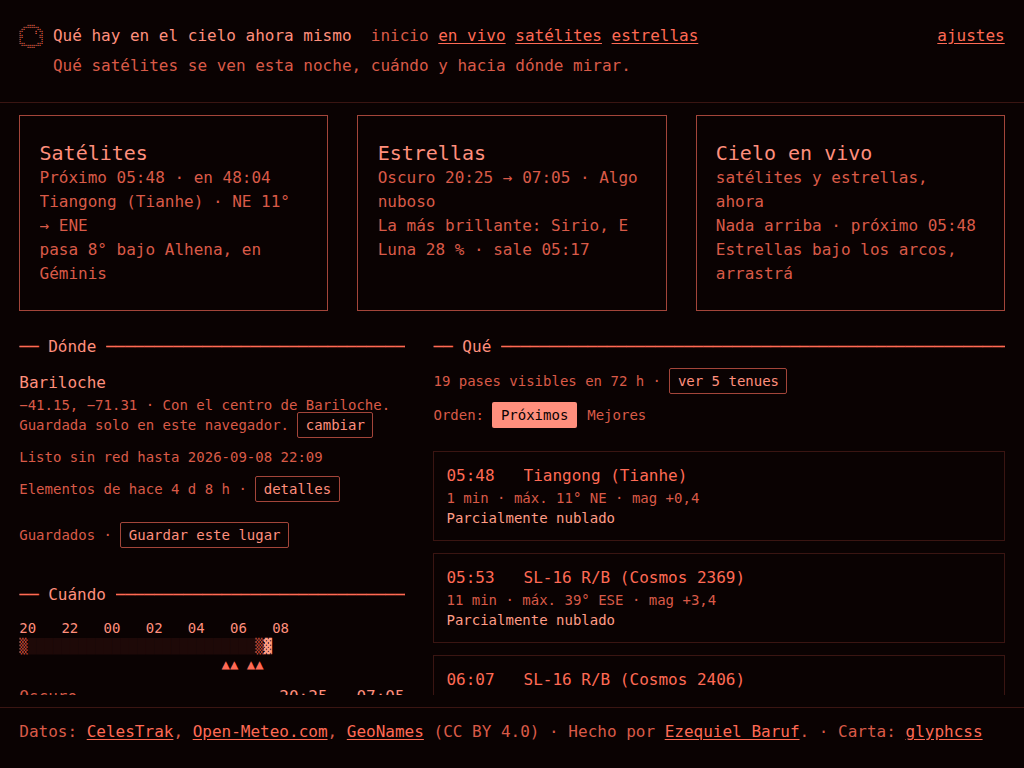 Qué hay en el cielo ahora mismo inicio en vivo satélites estrellas ajustes
Qué satélites se ven esta noche, cuándo y hacia dónde mirar.
Satélites
Próximo 05:48 · en 48:04
Tiangong (Tianhe) · NE 11°
→ ENE
pasa 8° bajo Alhena, en
Géminis
Estrellas
Oscuro 20:25 → 07:05 · Algo
nuboso
La más brillante: Sirio, E
Luna 28 % · sale 05:17
Cielo en vivo
satélites y estrellas,
ahora
Nada arriba · próximo 05:48
Estrellas bajo los arcos,
arrastrá
Dónde
Bariloche
−41.15, −71.31 · Con el centro de Bariloche.
Guardada solo en este navegador. cambiar
Listo sin red hasta 2026-09-08 22:09
Elementos de hace 4 d 8 h · detalles
Guardados · Guardar este lugar
Cuándo
20 22 00 02 04 06 08
▲▲ ▲▲
Oscuro 20:25 – 07:05
Qué
19 pases visibles en 72 h · ver 5 tenues
Orden: Próximos Mejores
05:48 Tiangong (Tianhe)
1 min · máx. 11° NE · mag +0,4
Parcialmente nublado
05:53 SL-16 R/B (Cosmos 2369)
11 min · máx. 39° ESE · mag +3,4
Parcialmente nublado
06:07 SL-16 R/B (Cosmos 2406)
Datos: CelesTrak, Open-Meteo.com, GeoNames (CC BY 4.0) · Hecho por Ezequiel Baruf. · Carta: glyphcss